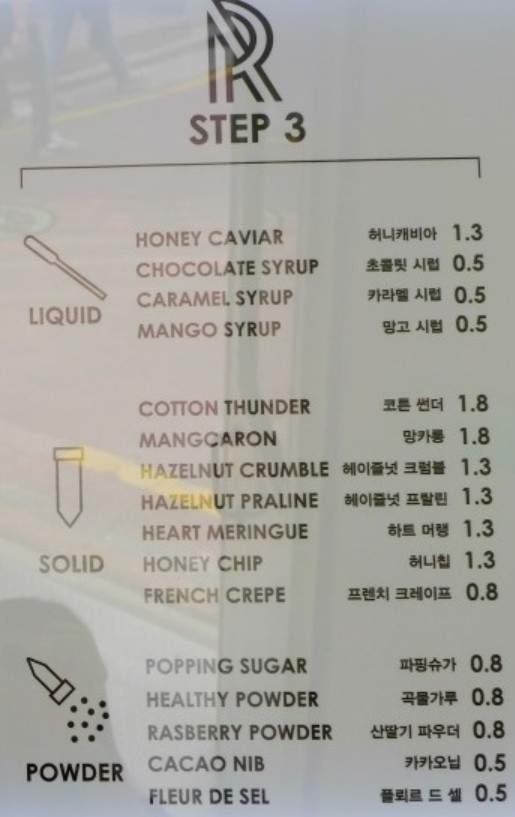 STEP 3
HONEY CAVIAR 허니캐비아 1.3
CHOCOLATE SYRUP 초콜릿 시럽 0.5
CARAMEL SYRUP 카라멜 시럽 0.5
LIQUID
MANGO SYRUP 망고 시럽 0.5
COTTON THUNDER 코튼 썬더 1.8
MANGCARON 망카롱 1.8
HAZELNUT CRUMBLE 헤이즐넛 크럼블 1.3
HAZELNUT PRALINE 헤이즐넛 프랄린 1.3
HEART MERINGUE 하트 머랭 1.3
SOLID
HONEY CHIP 허니칩 1.3
FRENCH CREPE 프렌치 크레이프 0.8
POPPING SUGAR 파핑슈가 0.8
HEALTHY POWDER 곡물가루 0.8
RASBERRY POWDER 산딸기 파우더 0.8
POWDER
CACAO NIB 카카오닙 0.5
FLEUR DE SEL 플뢰르 드 셀 0.5